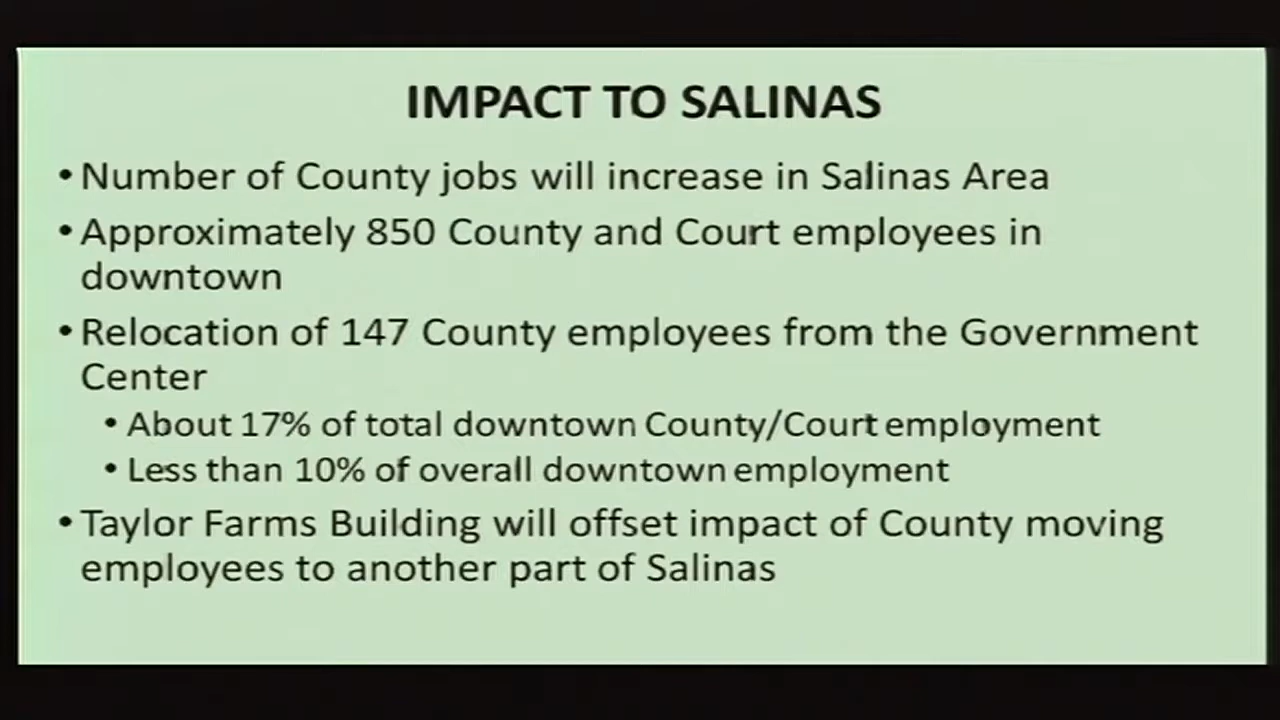 IMPACT TO SALINAS
• Number of County jobs will increase in Salinas Area
• Approximately 850 County and Court employees in
downtown
• Relocation of 147 County employees from the Government
Center
• About 17% of total downtown County/Court employment
• Less than 10% of overall downtown employment
• Taylor Farms Building will offset impact of County moving
employees to another part of Salinas